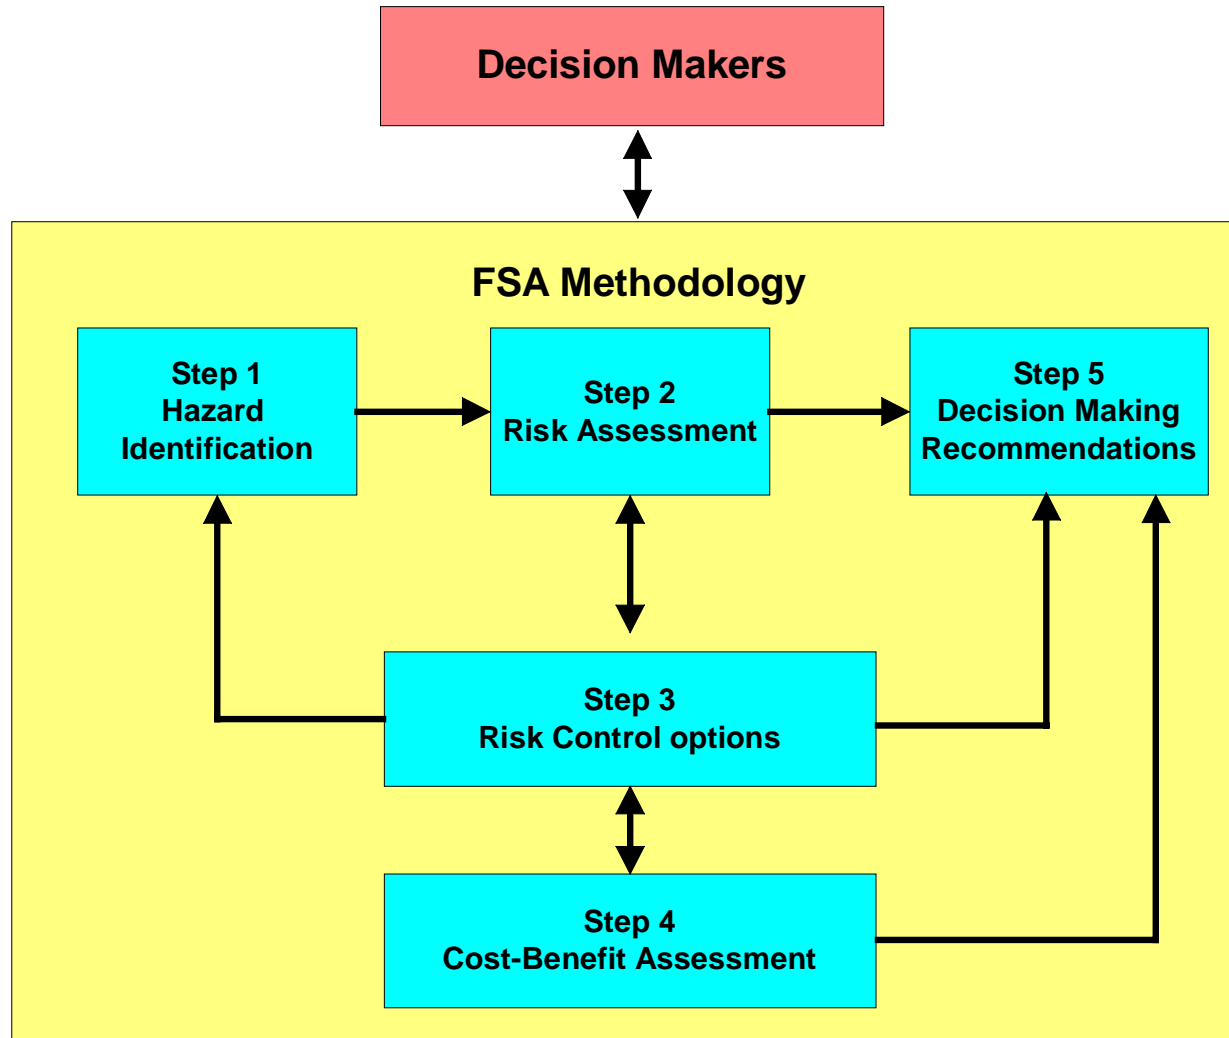 Decision Makers
FSA Methodology
Step 1
Hazard
Identification
Step 2
Risk Assessment
Step 5
Decision Making
Recommendations
Step 3
Risk Control options
Step 4
Cost-Benefit Assessment